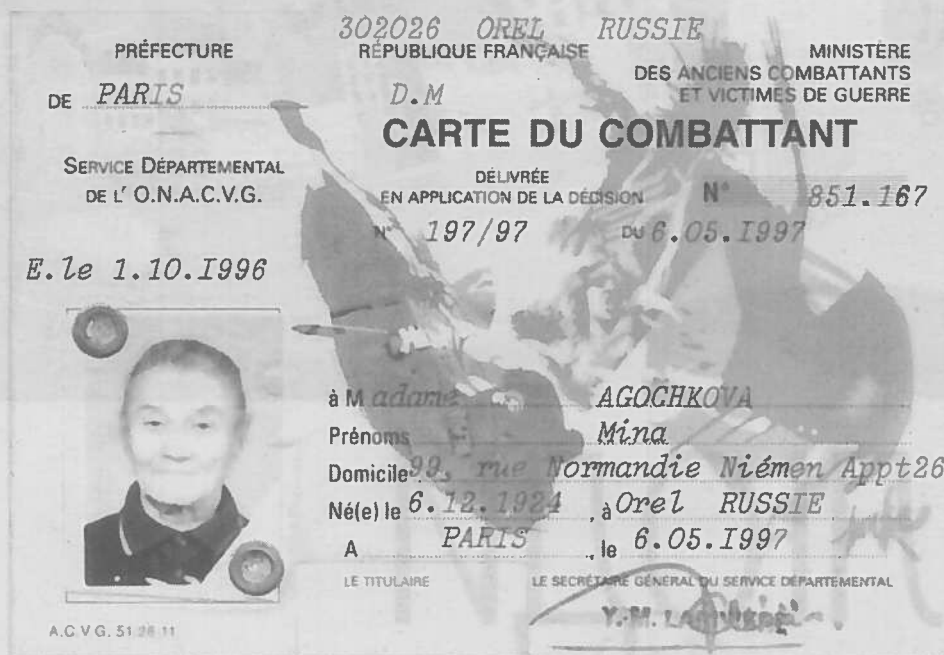 302026 OREL RUSSIE
PRÉFECTURE
DE PARIS
SERVICE DÉPARTEMENTAL
DE L' O.N.A.C.V.G.
E.le 1.10.I996
RÉPUBLIQUE FRANÇAISE
D.M
MINISTÈRE
DES ANCIENS COMBATTANTS
ET VICTIMES DE GUERRE
CARTE DU COMBATTANT
DÉLIVRÉE
EN APPLICATION DE LA DÉCISION N° 851.167
N° 197/97 DU 6.05.I997
à Madame AGOCHKOVA
Prénoms Mina
Domicile 99, rue Normandie Niémen Appt26
Né(e) le 6.12.1924 , à Orel RUSSIE
A PARIS , le 6.05.I997
LE TITULAIRE
LE SECRÉTAIRE GÉNÉRAL DU SERVICE DÉPARTEMENTAL
Y.-M.
A.C.V.G. 51 26 11